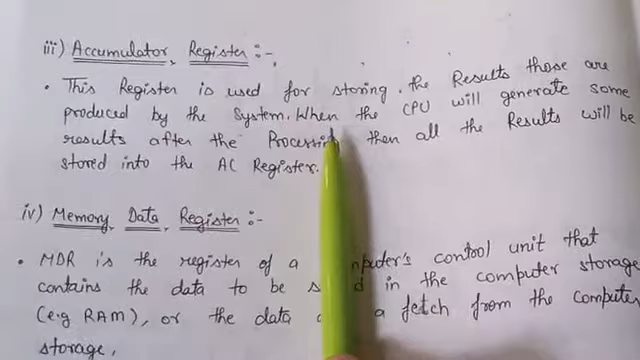 iii) Accumulator Register :-
• This Register is used for storing the Results those are
produced by the System. When the CPU will generate some
results after the Processin then all the Results will be
stored into the AC Register.
iv) Memory Data Register :-
• MDR is the register of a mputer's control unit that
contains the data to be s d in the computer storage
(e.g RAM), or the data a fetch from the computer
storage,